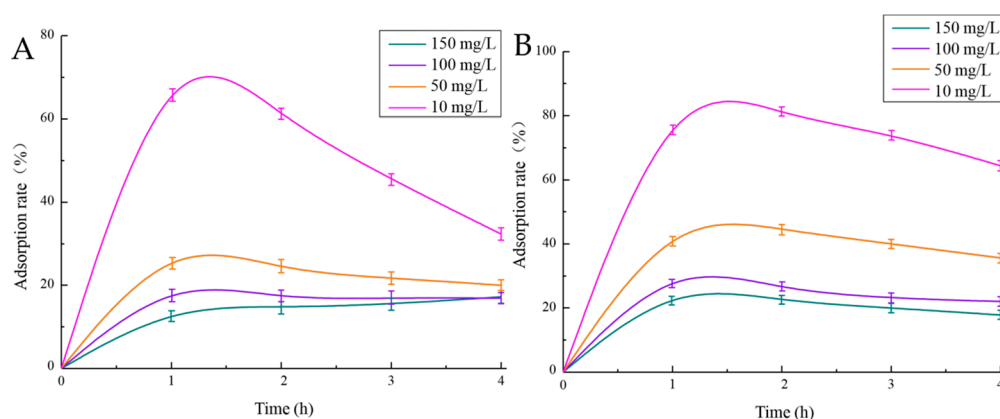 A
80
60
40
20
0
Adsorption rate（%）
150 mg/L
100 mg/L
50 mg/L
10 mg/L
0 1 2 3 4
Time (h)
B
100
80
60
40
20
0
Adsorption rate（%）
150 mg/L
100 mg/L
50 mg/L
10 mg/L
0 1 2 3 4
Time (h)